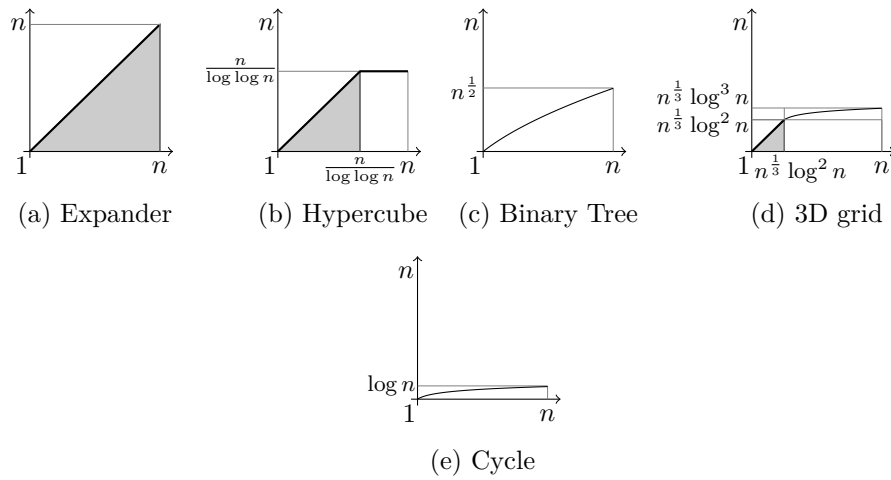 n
1
n
(a) Expander
n
n / log log n
1
n / log log n
n
(b) Hypercube
n
n^{1/2}
1
n
(c) Binary Tree
n
n^{1/3} log^3 n
n^{1/3} log^2 n
1
n^{1/3} log^2 n
n
(d) 3D grid
n
log n
1
n
(e) Cycle